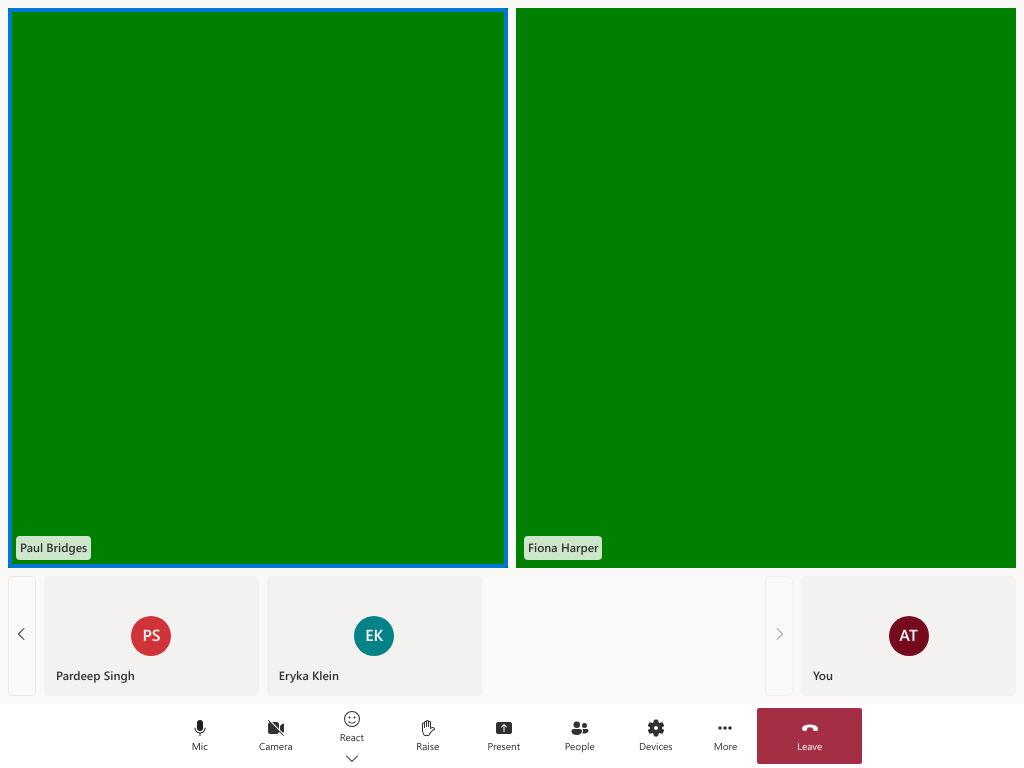 Paul Bridges
Fiona Harper
PS
Pardeep Singh
EK
Eryka Klein
AT
You
Mic
Camera
React
Raise
Present
People
Devices
More
Leave